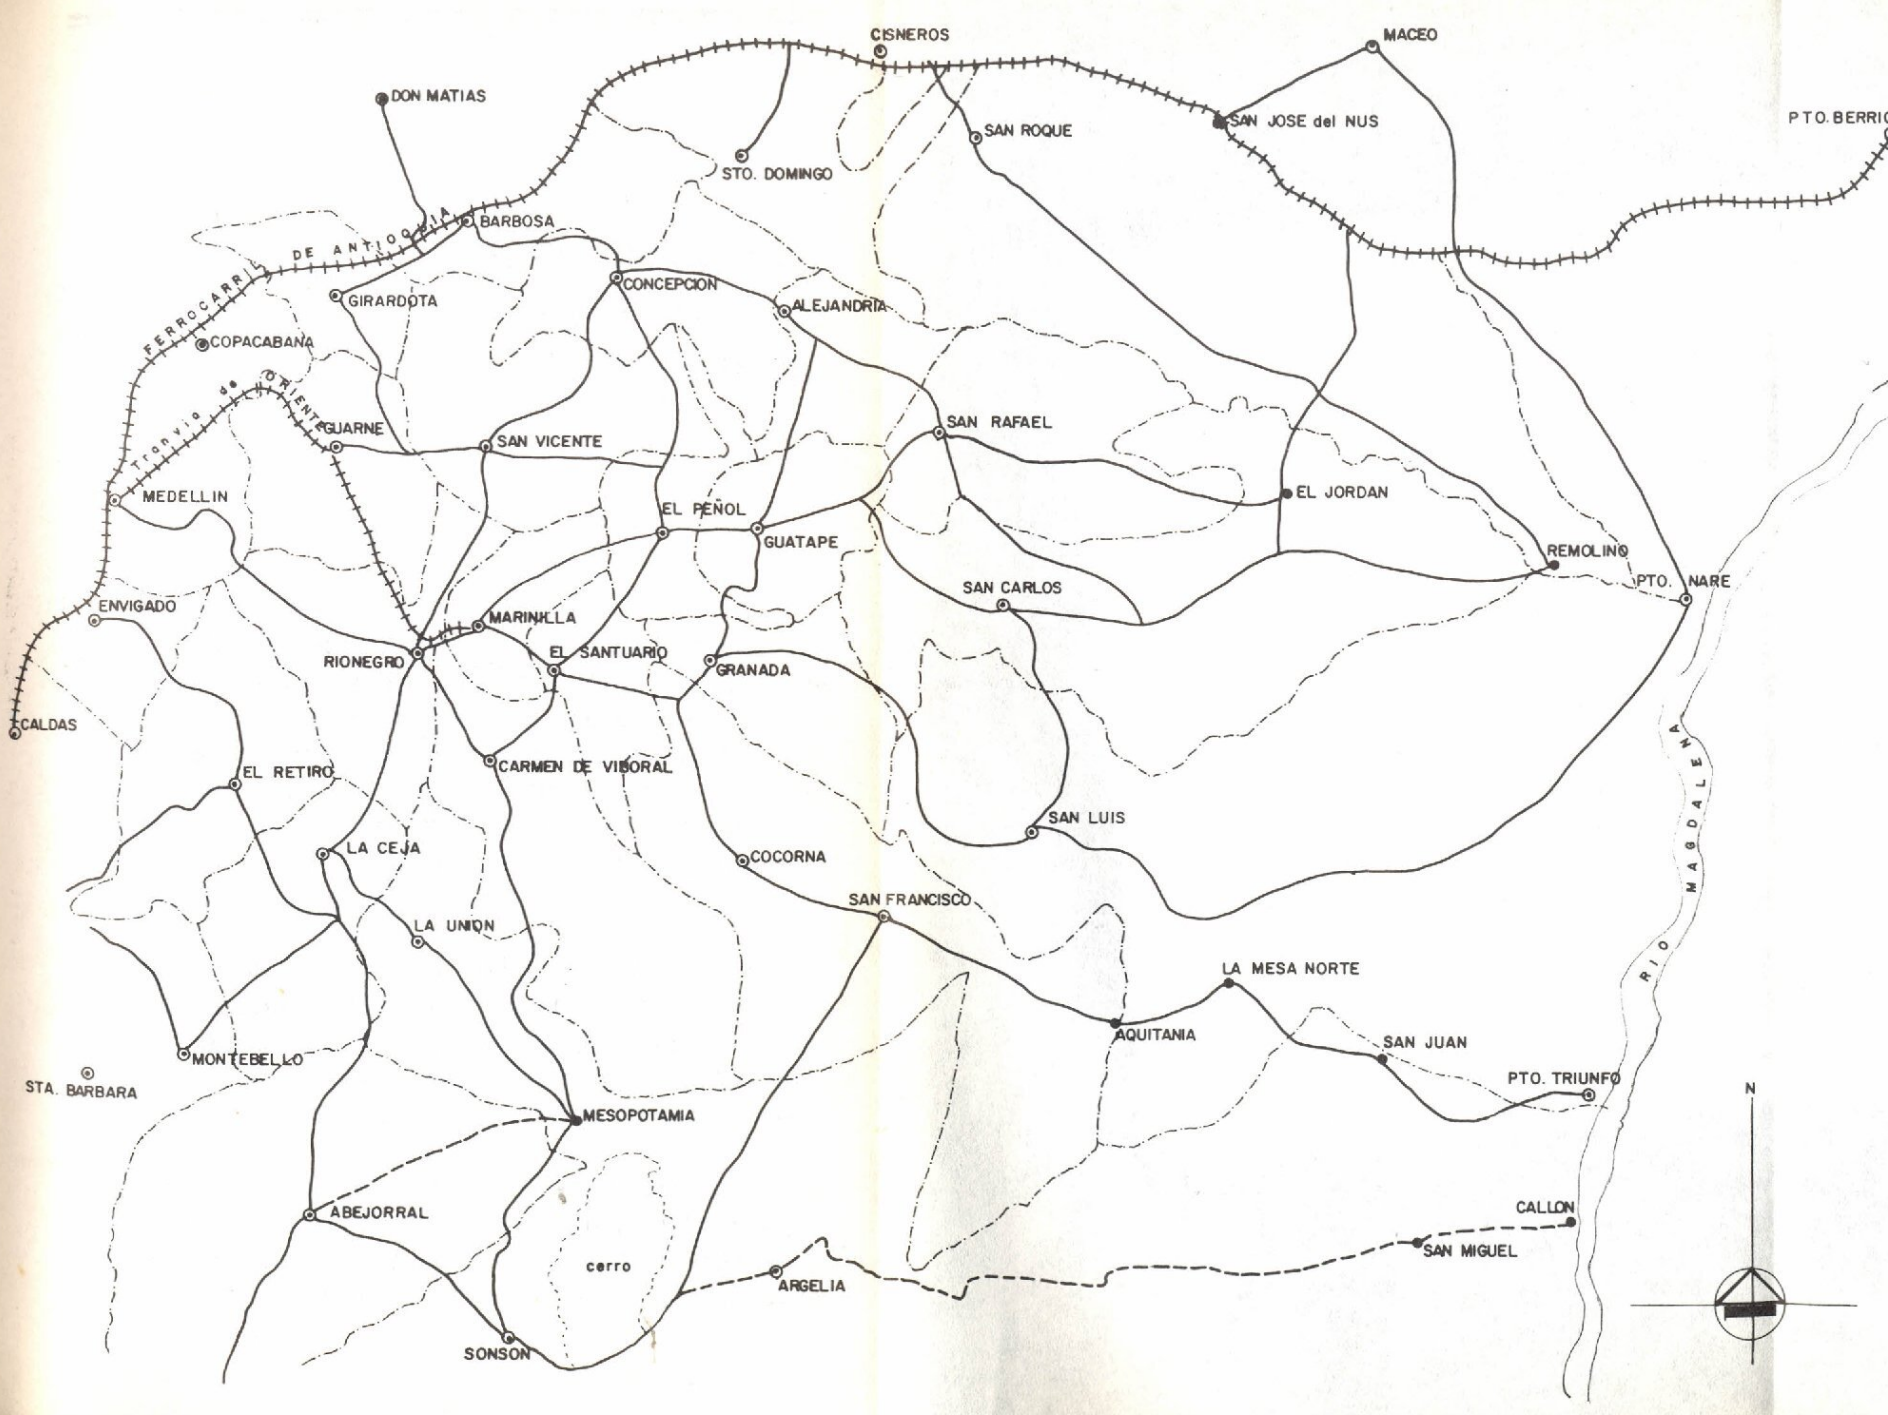 CISNEROS
MACEO
DON MATIAS
SAN ROQUE
SAN JOSE del NUS
PTO. BERRIO
STO. DOMINGO
BARBOSA
FERROCARRIL DE ANTIOQUIA
CONCEPCION
GIRARDOTA
ALEJANDRIA
COPACABANA
Tranvia de ORIENTE
GUARNE
SAN VICENTE
SAN RAFAEL
MEDELLIN
EL PEÑOL
EL JORDAN
GUATAPE
REMOLINO
PTO. NARE
SAN CARLOS
ENVIGADO
MARINILLA
RIONEGRO
EL SANTUARIO
GRANADA
CALDAS
EL RETIRO
CARMEN DE VIBORAL
RIO MAGDALENA
SAN LUIS
LA CEJA
COCORNA
SAN FRANCISCO
LA UNION
LA MESA NORTE
AQUITANIA
SAN JUAN
MONTEBELLO
STA. BARBARA
PTO. TRIUNFO
N
MESOPOTAMIA
ABEJORRAL
CALLON
SAN MIGUEL
cerro
ARGELIA
SONSON